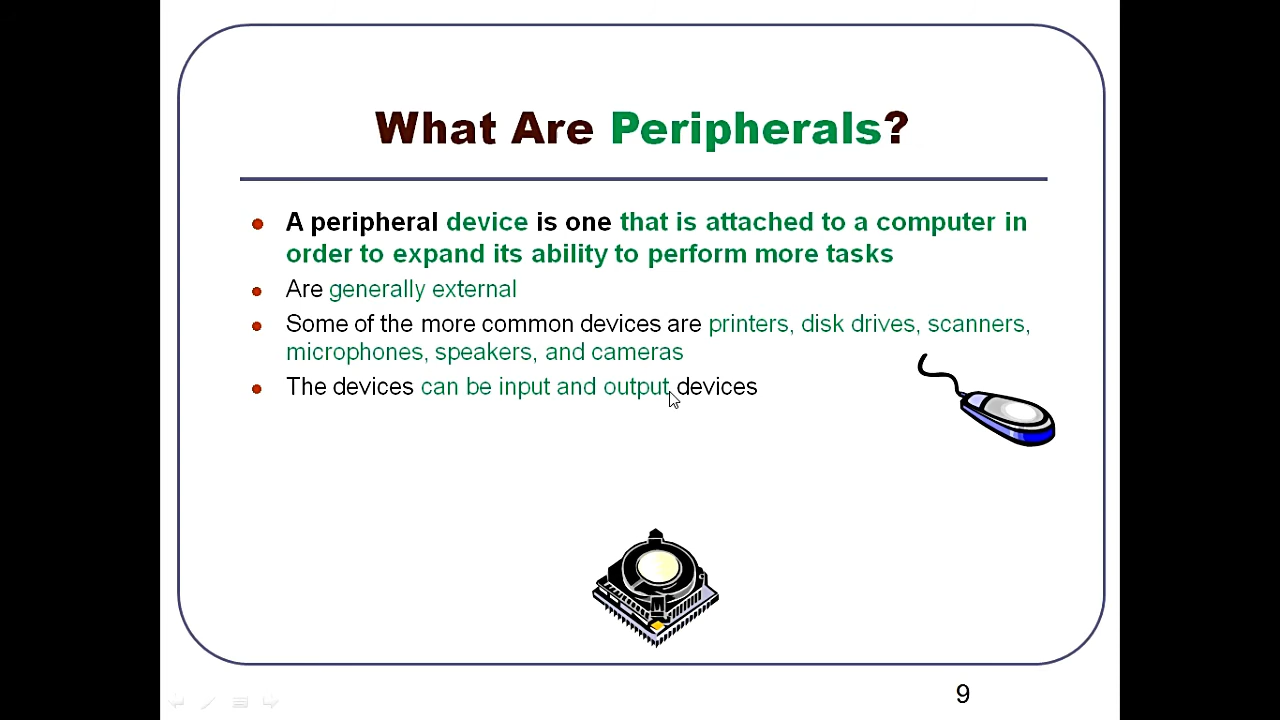 What Are Peripherals?
A peripheral device is one that is attached to a computer in
order to expand its ability to perform more tasks
Are generally external
Some of the more common devices are printers, disk drives, scanners,
microphones, speakers, and cameras
The devices can be input and output devices
9